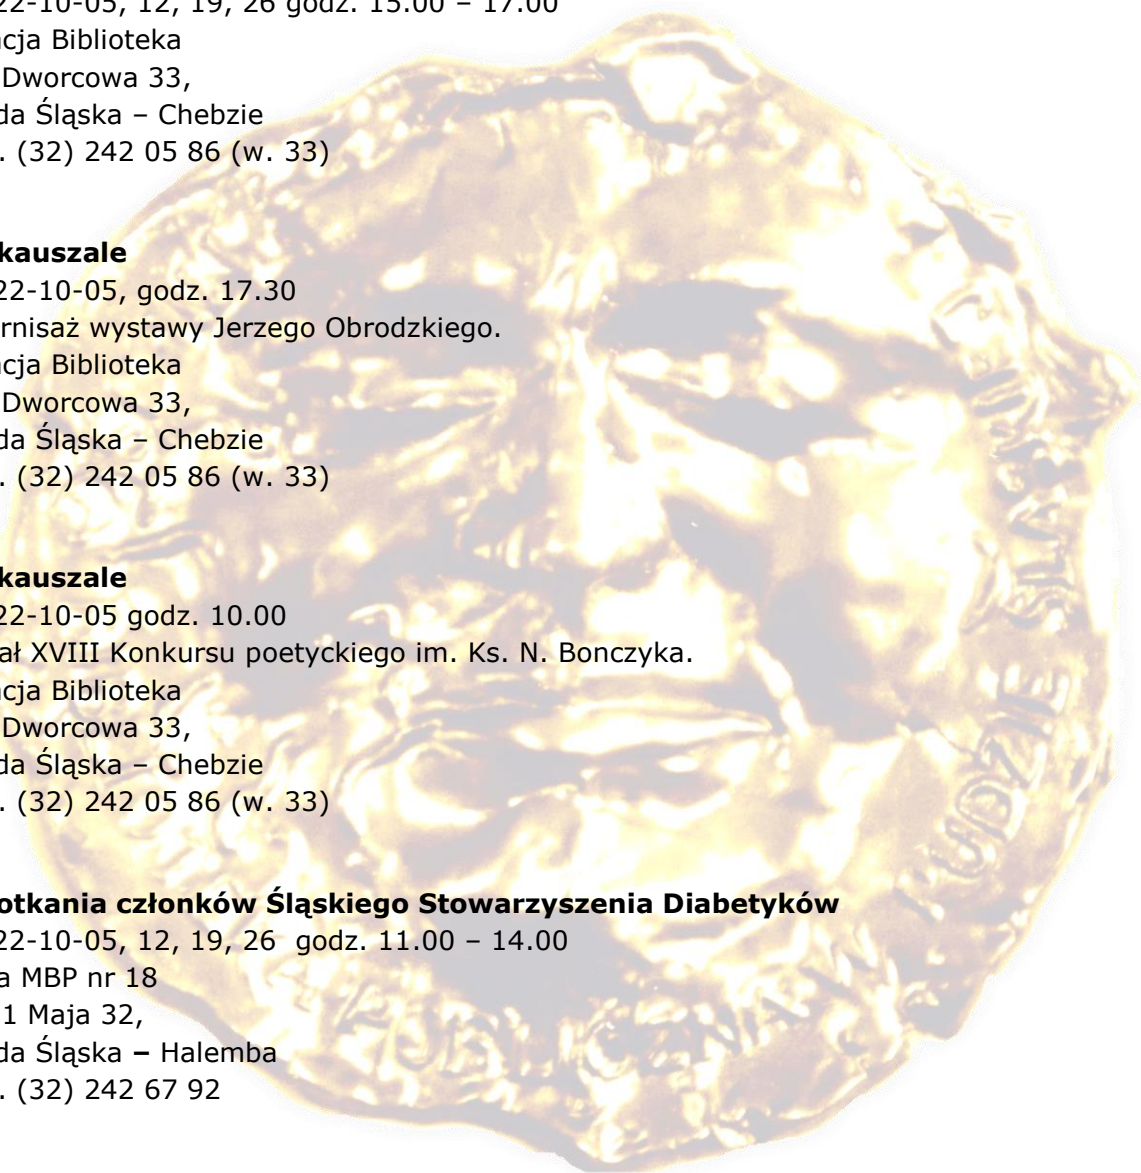 22-10-05, 12, 19, 26 godz. 15.00 – 17.00
cja Biblioteka
Dworcowa 33,
da Śląska – Chebzie
. (32) 242 05 86 (w. 33)
kauszale
22-10-05, godz. 17.30
rnisaż wystawy Jerzego Obrodzkiego.
cja Biblioteka
Dworcowa 33,
da Śląska – Chebzie
. (32) 242 05 86 (w. 33)
kauszale
22-10-05 godz. 10.00
ał XVIII Konkursu poetyckiego im. Ks. N. Bonczyka.
cja Biblioteka
Dworcowa 33,
da Śląska – Chebzie
. (32) 242 05 86 (w. 33)
otkania członków Śląskiego Stowarzyszenia Diabetyków
22-10-05, 12, 19, 26 godz. 11.00 – 14.00
a MBP nr 18
1 Maja 32,
da Śląska – Halemba
. (32) 242 67 92